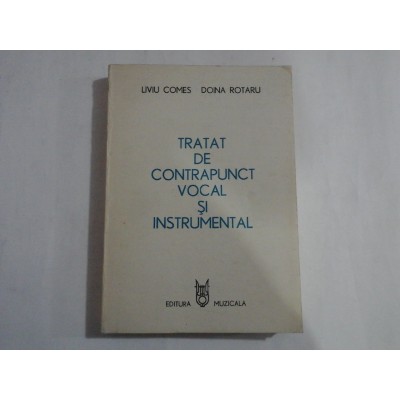 LIVIU COMES DOINA ROTARU
TRATAT
DE
CONTRAPUNCT
VOCAL
ŞI
INSTRUMENTAL
EDITURA MUZICALA